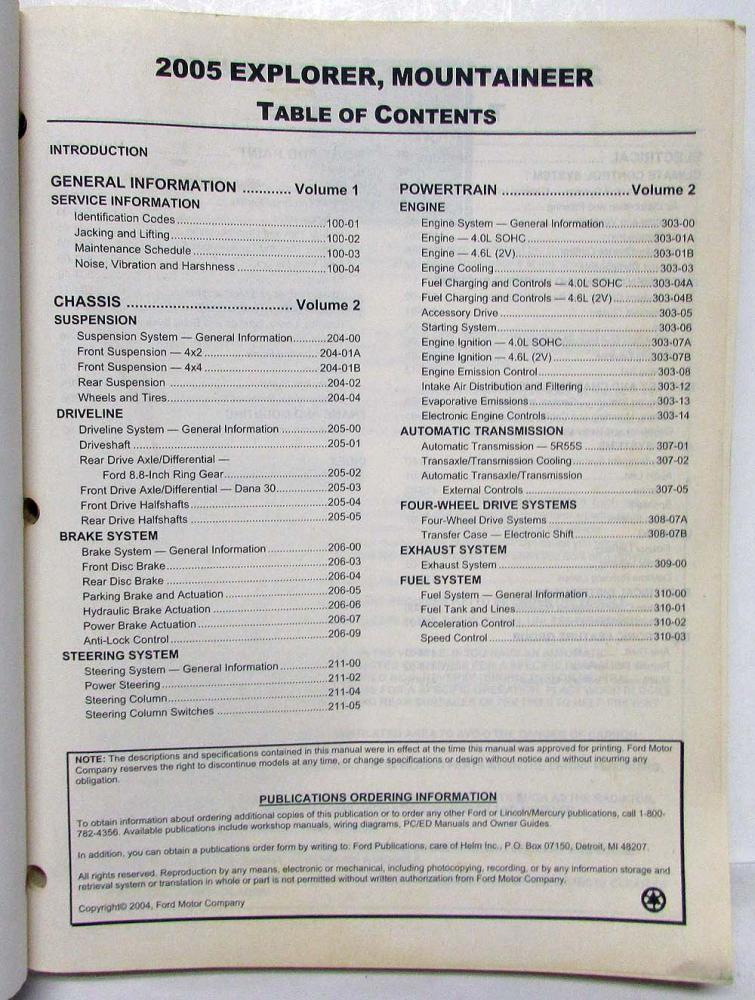 2005 EXPLORER, MOUNTAINEER
TABLE OF CONTENTS
INTRODUCTION
GENERAL INFORMATION ............ Volume 1
SERVICE INFORMATION
Identification Codes ............ 100-01
Jacking and Lifting ............ 100-02
Maintenance Schedule ............ 100-03
Noise, Vibration and Harshness ............ 100-04
CHASSIS ............ Volume 2
SUSPENSION
Suspension System — General Information ............ 204-00
Front Suspension — 4x2 ............ 204-01A
Front Suspension — 4x4 ............ 204-01B
Rear Suspension ............ 204-02
Wheels and Tires ............ 204-04
DRIVELINE
Driveline System — General Information ............ 205-00
Driveshaft ............ 205-01
Rear Drive Axle/Differential —
Ford 8.8-Inch Ring Gear ............ 205-02
Front Drive Axle/Differential — Dana 30 ............ 205-03
Front Drive Halfshafts ............ 205-04
Rear Drive Halfshafts ............ 205-05
BRAKE SYSTEM
Brake System — General Information ............ 206-00
Front Disc Brake ............ 206-03
Rear Disc Brake ............ 206-04
Parking Brake and Actuation ............ 206-05
Hydraulic Brake Actuation ............ 206-06
Power Brake Actuation ............ 206-07
Anti-Lock Control ............ 206-09
STEERING SYSTEM
Steering System — General Information ............ 211-00
Power Steering ............ 211-02
Steering Column ............ 211-04
Steering Column Switches ............ 211-05
POWERTRAIN ............ Volume 2
ENGINE
Engine System — General Information ............ 303-00
Engine — 4.0L SOHC ............ 303-01A
Engine — 4.6L (2V) ............ 303-01B
Engine Cooling ............ 303-03
Fuel Charging and Controls — 4.0L SOHC ............ 303-04A
Fuel Charging and Controls — 4.6L (2V) ............ 303-04B
Accessory Drive ............ 303-05
Starting System ............ 303-06
Engine Ignition — 4.0L SOHC ............ 303-07A
Engine Ignition — 4.6L (2V) ............ 303-07B
Engine Emission Control ............ 303-08
Intake Air Distribution and Filtering ............ 303-12
Evaporative Emissions ............ 303-13
Electronic Engine Controls ............ 303-14
AUTOMATIC TRANSMISSION
Automatic Transmission — 5R55S ............ 307-01
Transaxle/Transmission Cooling ............ 307-02
Automatic Transaxle/Transmission
External Controls ............ 307-05
FOUR-WHEEL DRIVE SYSTEMS
Four-Wheel Drive Systems ............ 308-07A
Transfer Case — Electronic Shift ............ 308-07B
EXHAUST SYSTEM
Exhaust System ............ 309-00
FUEL SYSTEM
Fuel System — General Information ............ 310-00
Fuel Tank and Lines ............ 310-01
Acceleration Control ............ 310-02
Speed Control ............ 310-03
NOTE: The descriptions and specifications contained in this manual were in effect at the time this manual was approved for printing. Ford Motor
Company reserves the right to discontinue models at any time, or change specifications or design without notice and without incurring any
obligation.
PUBLICATIONS ORDERING INFORMATION
To obtain information about ordering additional copies of this publication or to order any other Ford or Lincoln/Mercury publications, call 1-800-
782-4356. Available publications include workshop manuals, wiring diagrams, PC/ED Manuals and Owner Guides.
In addition, you can obtain a publications order form by writing to: Ford Publications, care of Helm Inc., P.O. Box 07150, Detroit, MI 48207.
All rights reserved. Reproduction by any means, electronic or mechanical, including photocopying, recording, or by any information storage and
retrieval system or translation in whole or part is not permitted without written authorization from Ford Motor Company.
Copyright© 2004, Ford Motor Company